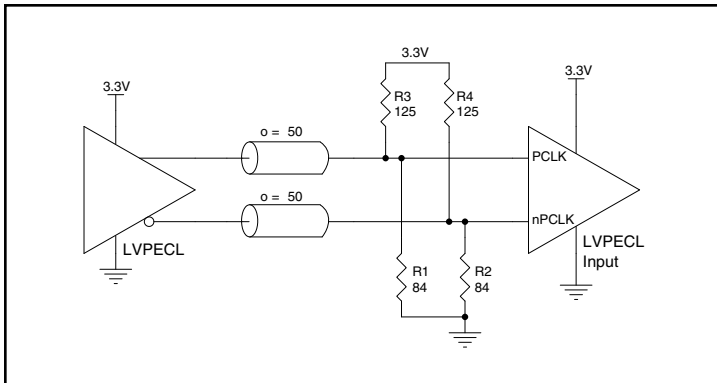 3.3V
3.3V
3.3V
R3
125
R4
125
o = 50
PCLK
o = 50
nPCLK
LVPECL
LVPECL
Input
R1
84
R2
84